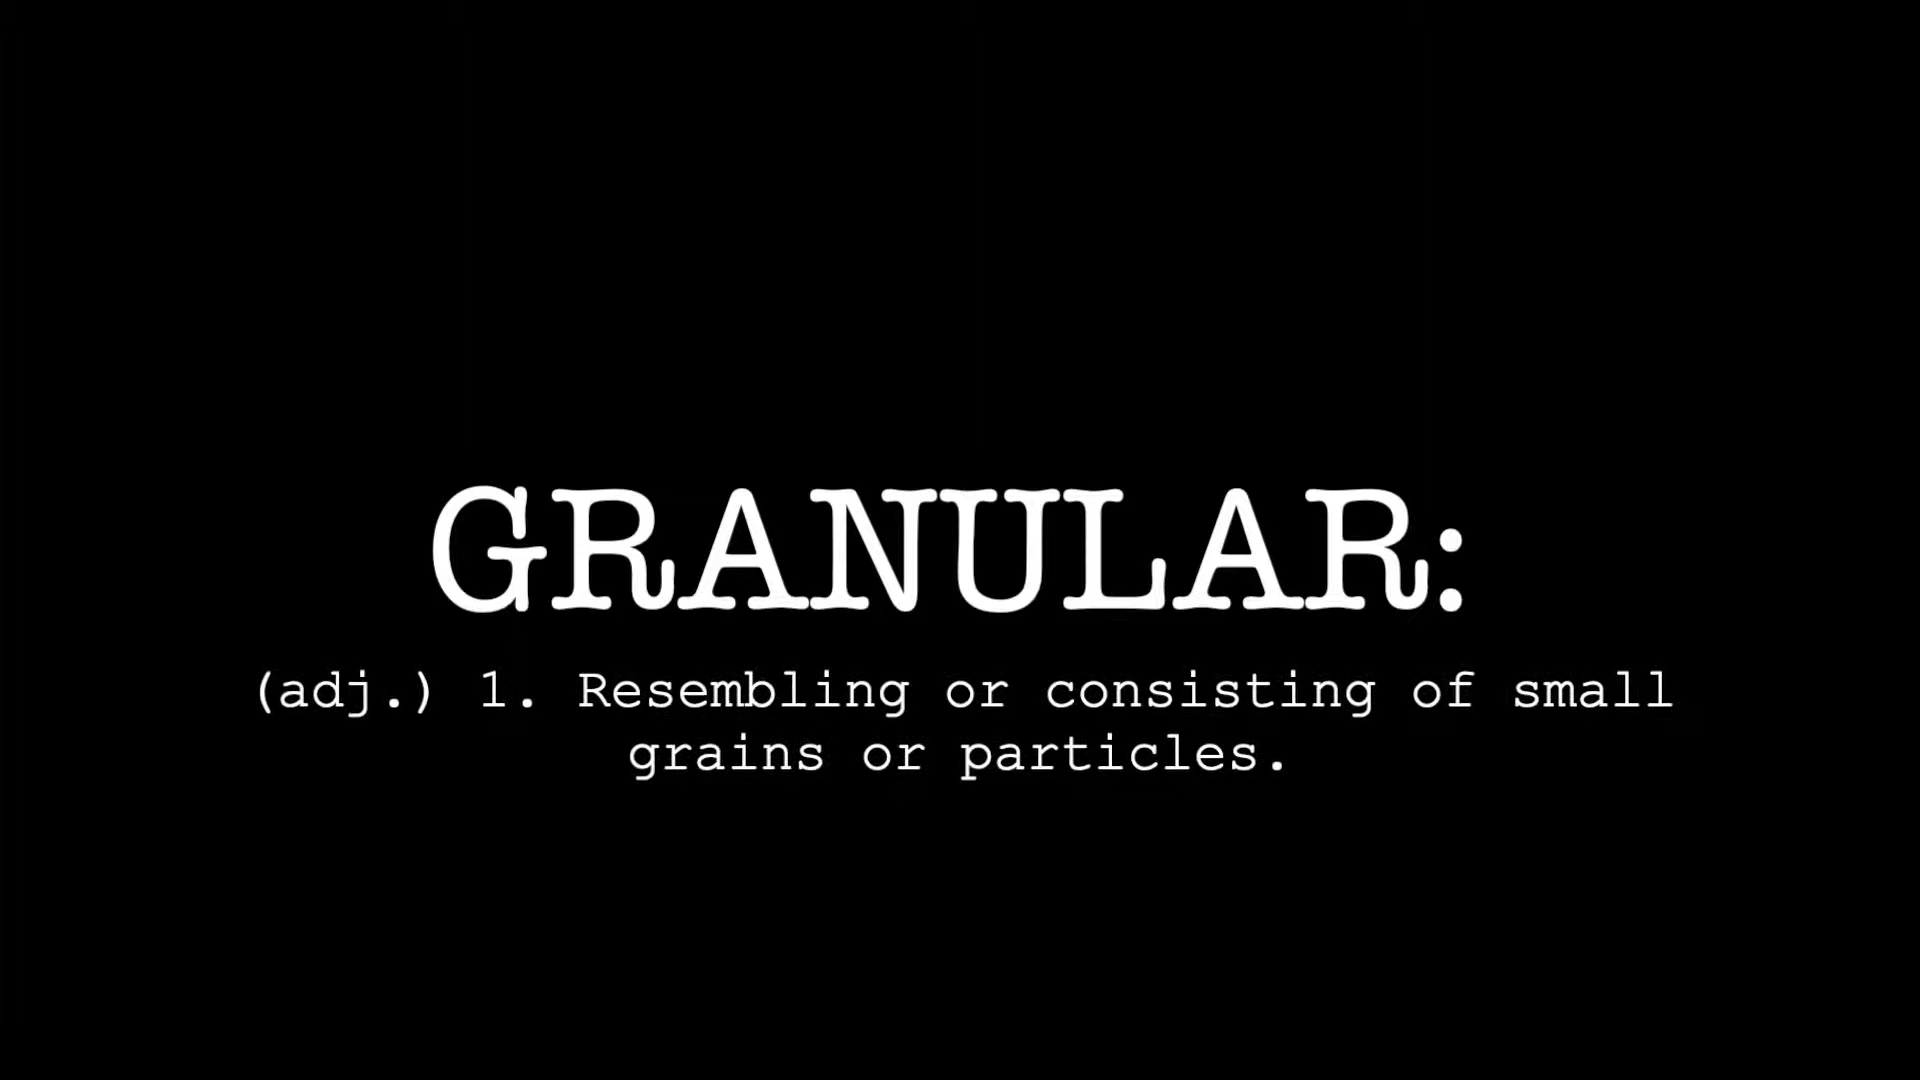 GRANULAR:
(adj.) 1. Resembling or consisting of small
grains or particles.